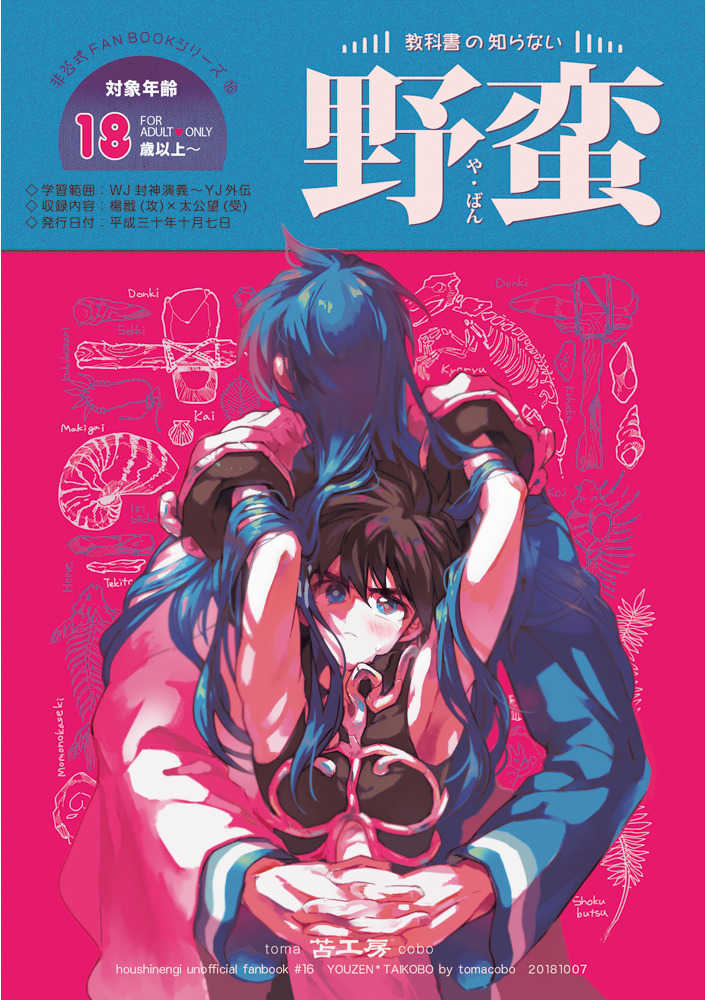 非公式FAN BOOKシリーズ⑯
対象年齢
18 FOR ADULT♥ONLY 歳以上～
教科書の知らない
野蛮
や・ばん
◇学習範囲：WJ封神演義～YJ外伝
◇収録内容：楊戩(攻)×太公望(受)
◇発行日付：平成三十年十月七日
Donki
Sekki
Kai
Makigai
Hone
Momonokaseki
Donki
Kyoryu
Shoku
butsu
toma 苫工房 cobo
houshinengi unofficial fanbook #16 YOUZEN*TAIKOBO by tomacobo 20181007